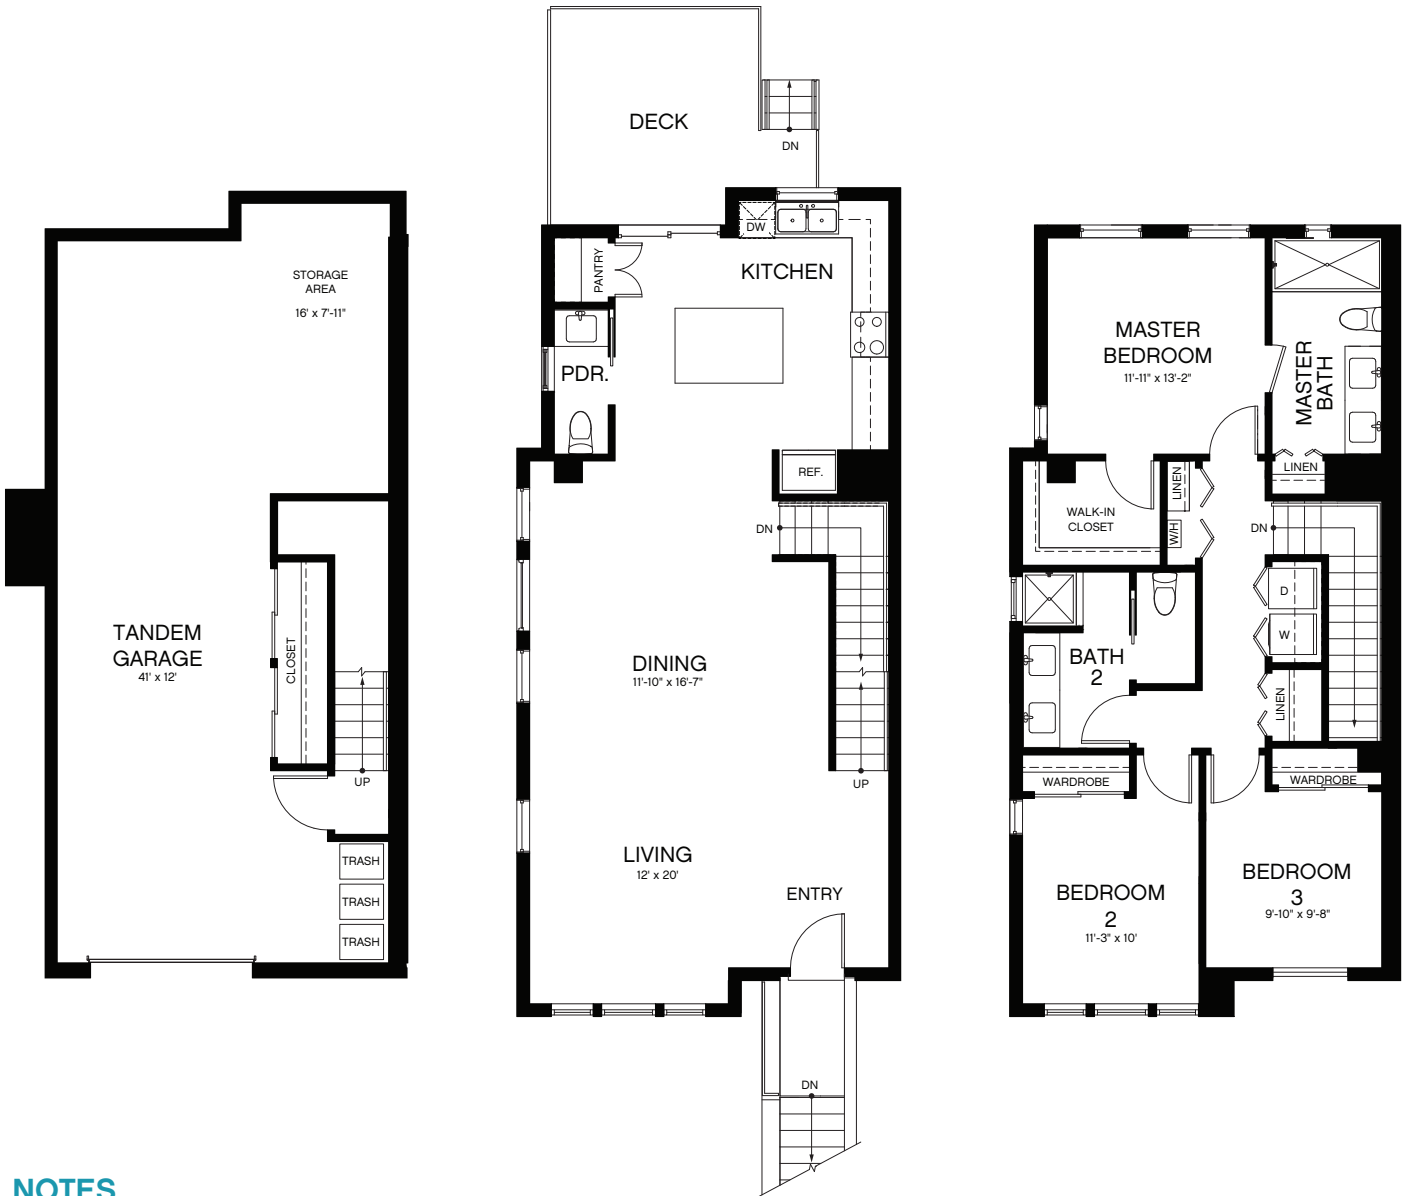 STORAGE
AREA
16' x 7'-11"
TANDEM
GARAGE
41' x 12'
CLOSET
UP
TRASH
TRASH
TRASH
DECK
DN
DW
PANTRY
KITCHEN
PDR.
REF.
DN
DINING
11'-10" x 16'-7"
UP
LIVING
12' x 20'
ENTRY
DN
MASTER
BEDROOM
11'-11" x 13'-2"
MASTER
BATH
LINEN
LINEN
WALK-IN
CLOSET
W/H
DN
D
W
BATH
2
LINEN
WARDROBE
WARDROBE
BEDROOM
2
11'-3" x 10'
BEDROOM
3
9'-10" x 9'-8"
NOTES